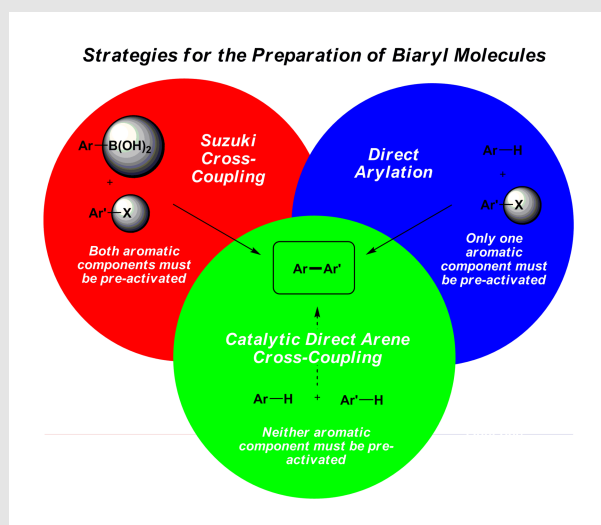 Strategies for the Preparation of Biaryl Molecules
Suzuki
Cross-
Coupling
Ar—B(OH)₂
+
Ar'—X
Both aromatic
components must
be pre-activated
Direct
Arylation
Ar—H
+
Ar'—X
Only one
aromatic
component must
be pre-activated
Ar—Ar'
Catalytic Direct Arene
Cross-Coupling
Ar—H + Ar'—H
Neither aromatic
component must be pre-
activated